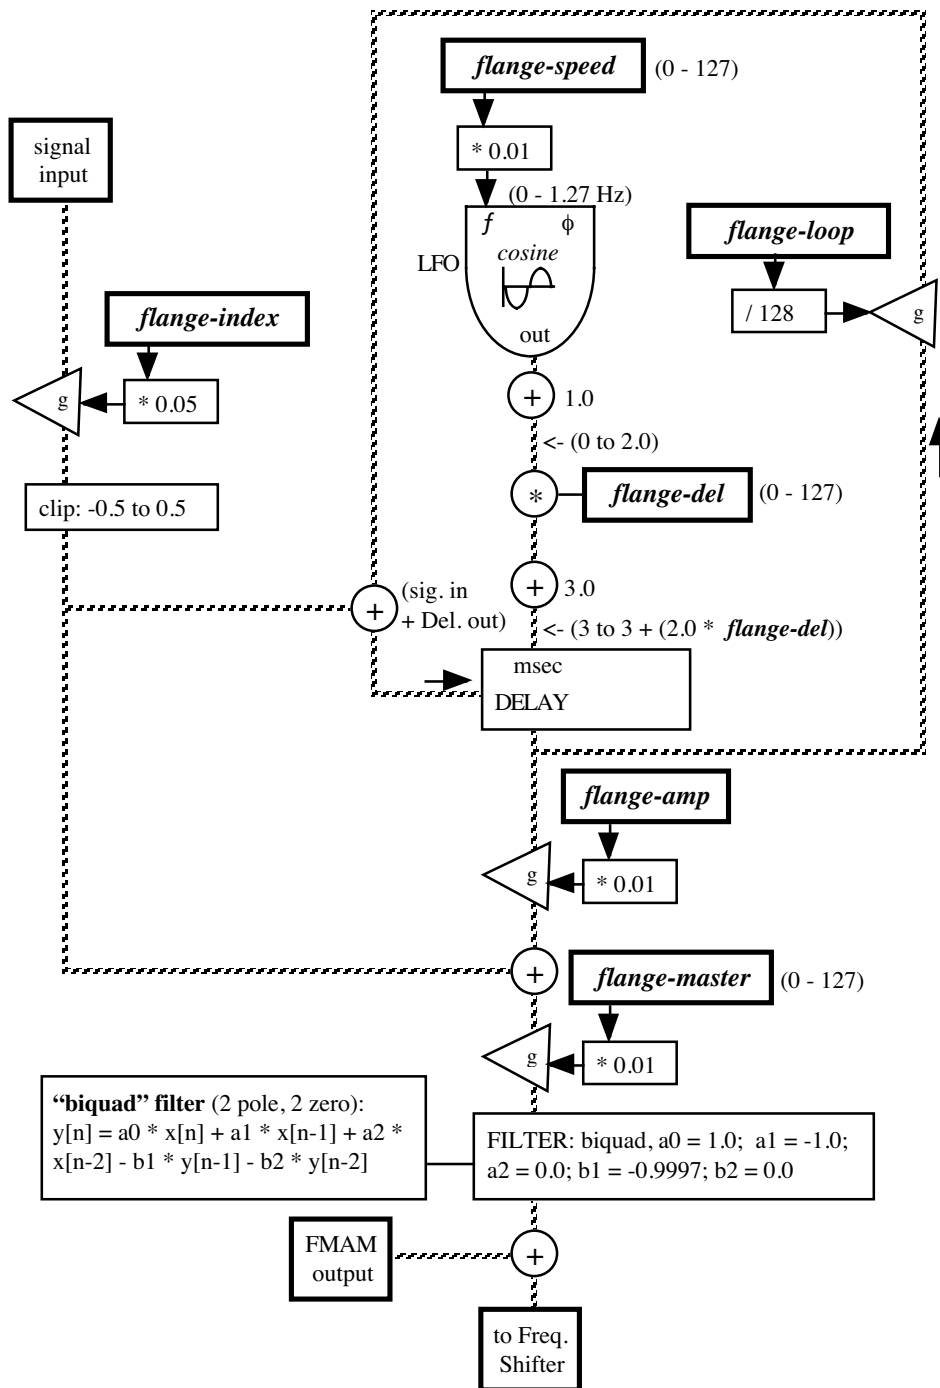 flange-speed (0 - 127)
* 0.01
(0 - 1.27 Hz)
signal
input
f ϕ
LFO
cosine
out
flange-loop
/ 128
g
flange-index
* 0.05
g
+ 1.0
<- (0 to 2.0)
* flange-del (0 - 127)
clip: -0.5 to 0.5
+ 3.0
+ (sig. in
+ Del. out)
<- (3 to 3 + (2.0 * flange-del))
msec
DELAY
flange-amp
g
* 0.01
+
flange-master (0 - 127)
g
* 0.01
“biquad” filter (2 pole, 2 zero):
y[n] = a0 * x[n] + a1 * x[n-1] + a2 *
x[n-2] - b1 * y[n-1] - b2 * y[n-2]
FILTER: biquad, a0 = 1.0; a1 = -1.0;
a2 = 0.0; b1 = -0.9997; b2 = 0.0
FMAM
output
+
to Freq.
Shifter